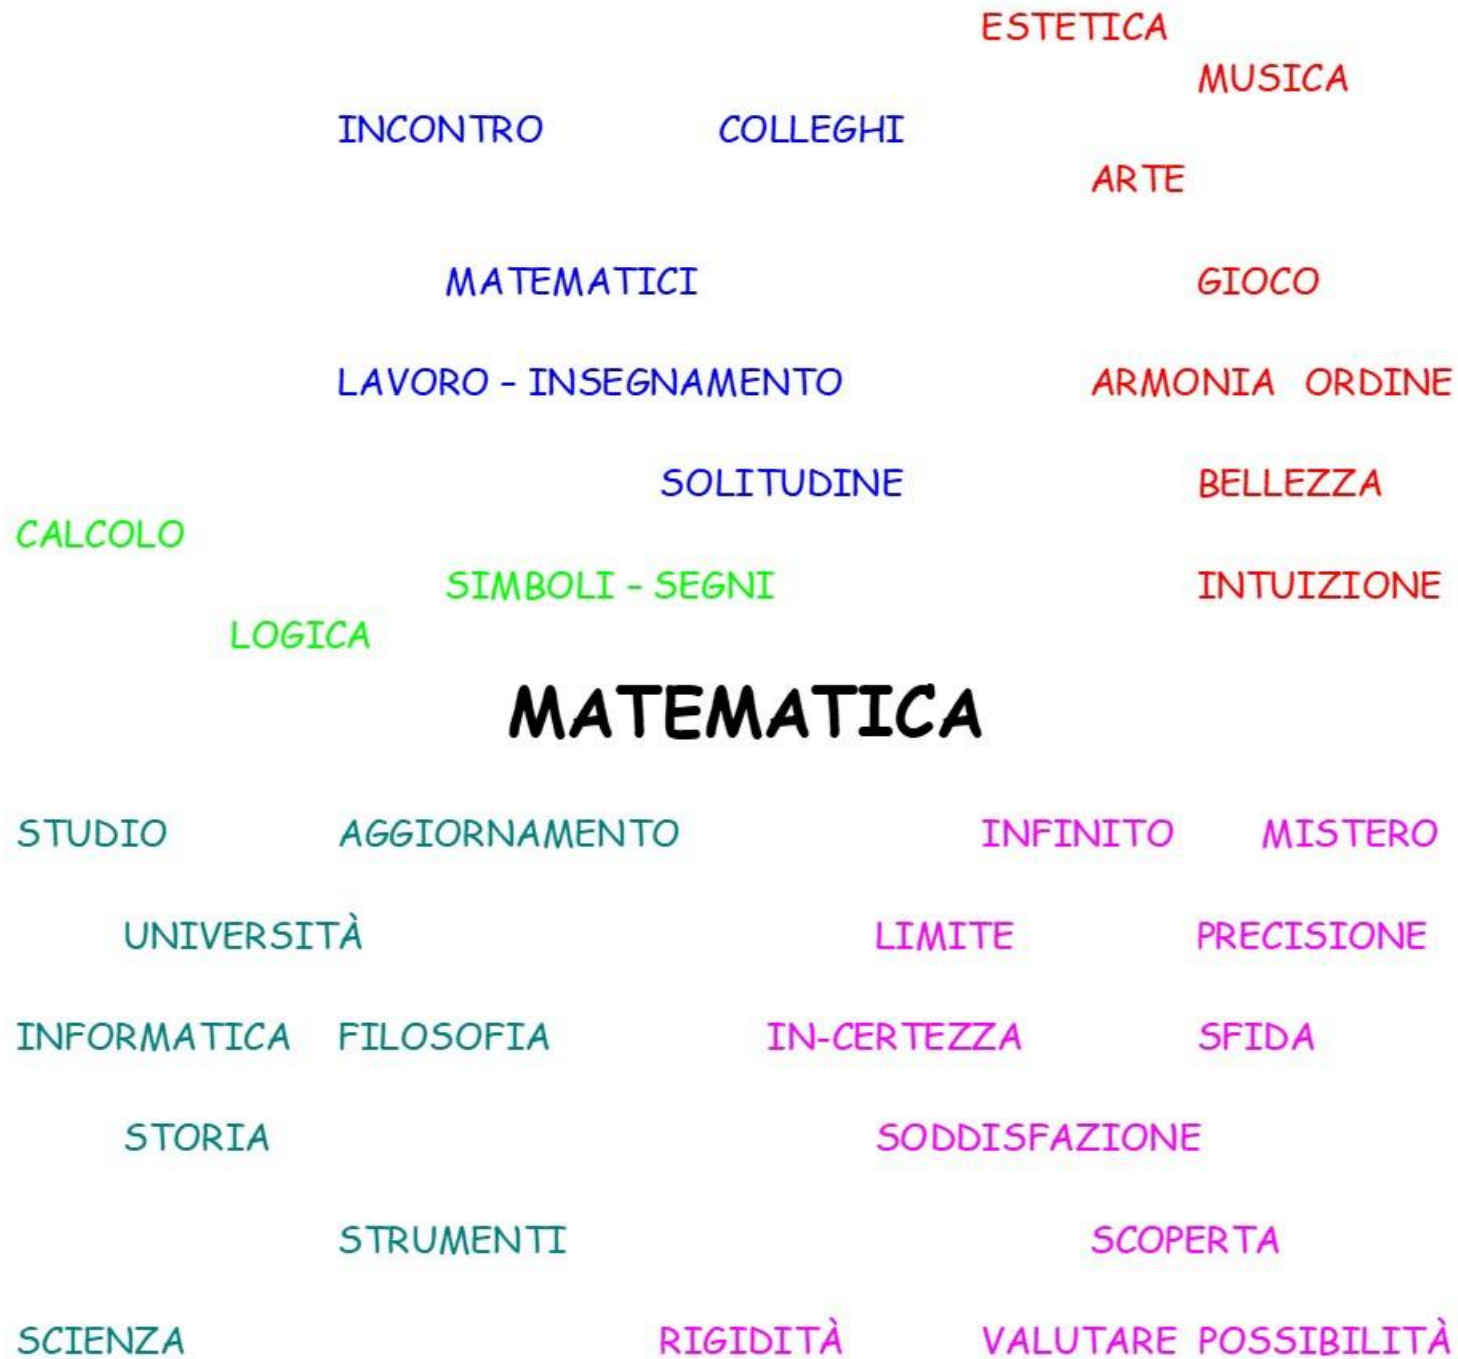 ESTETICA
MUSICA
INCONTRO COLLEGHI
ARTE
MATEMATICI GIOCO
LAVORO - INSEGNAMENTO ARMONIA ORDINE
SOLITUDINE BELLEZZA
CALCOLO
SIMBOLI - SEGNI INTUIZIONE
LOGICA
MATEMATICA
STUDIO AGGIORNAMENTO INFINITO MISTERO
UNIVERSITÀ LIMITE PRECISIONE
INFORMATICA FILOSOFIA IN-CERTEZZA SFIDA
STORIA SODDISFAZIONE
STRUMENTI SCOPERTA
SCIENZA RIGIDITÀ VALUTARE POSSIBILITÀ